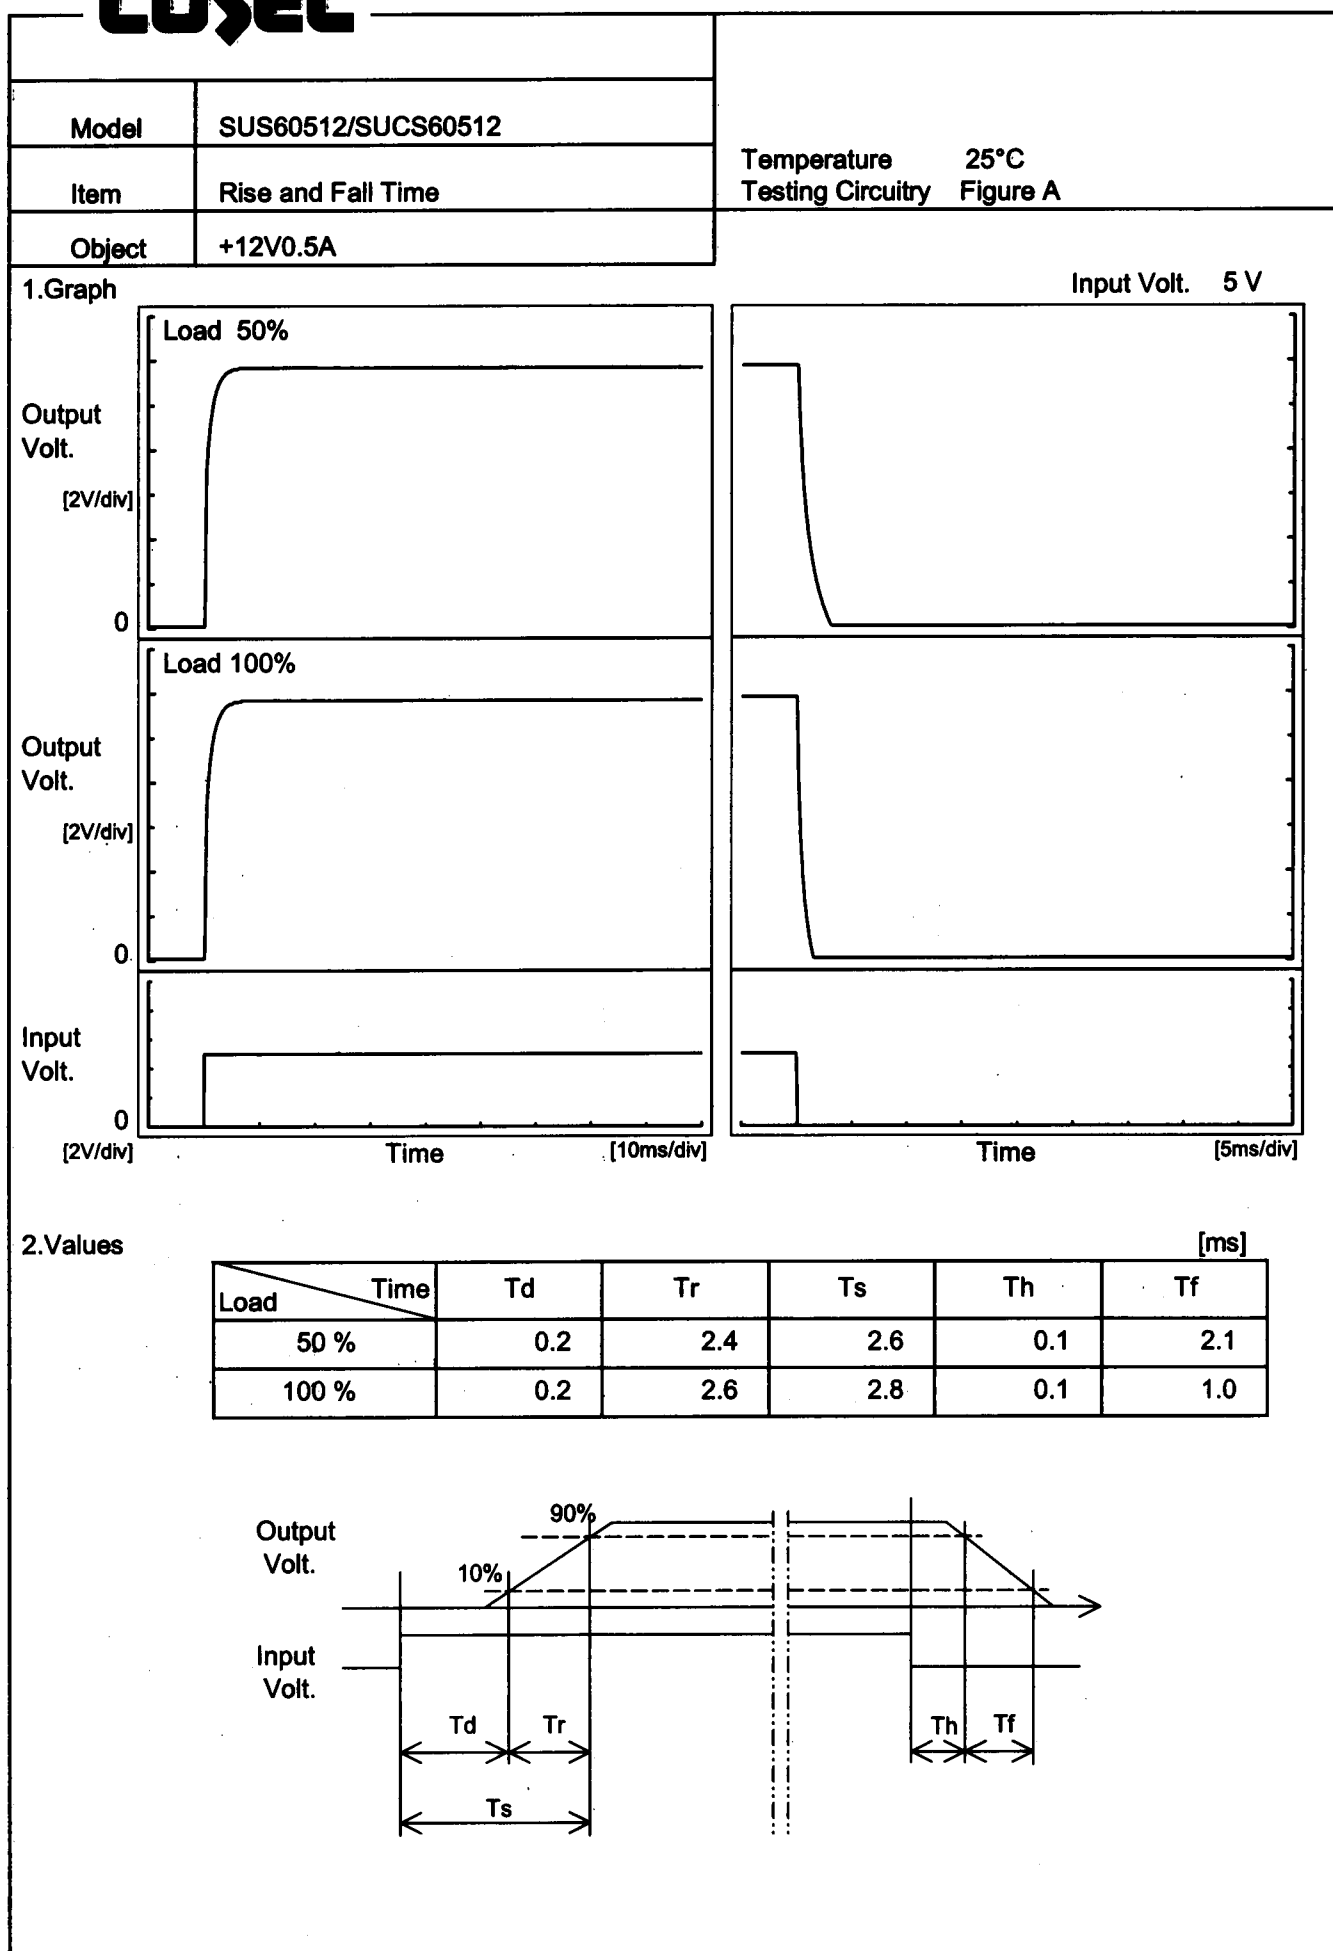 COSEL
Model SUS60512/SUCS60512
Item Rise and Fall Time
Object +12V0.5A
Temperature 25°C
Testing Circuitry Figure A
1.Graph
Input Volt. 5 V
Load 50%
Output
Volt.
[2V/div]
0
Load 100%
Output
Volt.
[2V/div]
0
Input
Volt.
0
[2V/div]
Time [10ms/div]
Time [5ms/div]
2.Values
[ms]
Time Td Tr Ts Th Tf
Load
50 % 0.2 2.4 2.6 0.1 2.1
100 % 0.2 2.6 2.8 0.1 1.0
90%
Output
Volt.
10%
Input
Volt.
Td Tr Th Tf
Ts